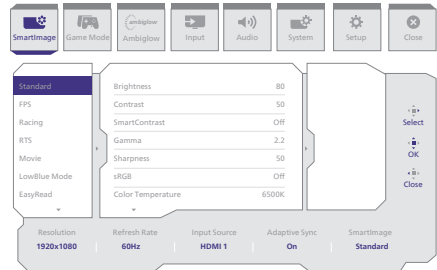 ambiglow
SmartImage Game Mode Ambiglow Input Audio System Setup Close
Standard
FPS
Racing
RTS
Movie
LowBlue Mode
EasyRead
Brightness 80
Contrast 50
SmartContrast Off
Gamma 2.2
Sharpness 50
sRGB Off
Color Temperature 6500K
Select
OK
Close
Resolution Refresh Rate Input Source Adaptive Sync SmartImage
1920x1080 60Hz HDMI 1 On Standard